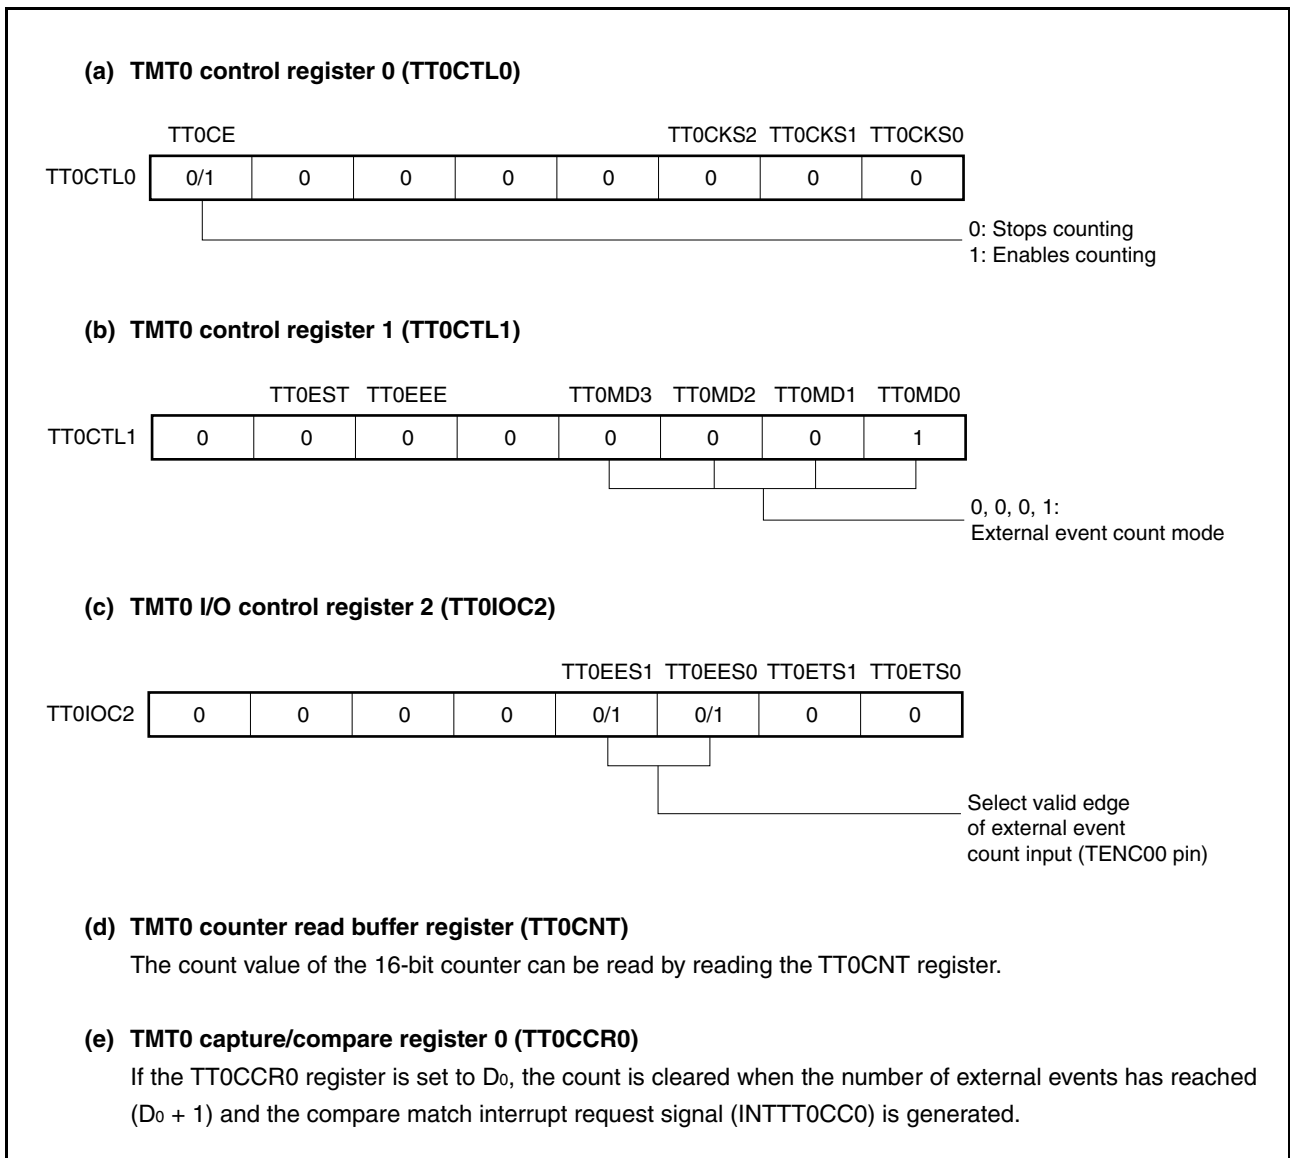 (a) TMT0 control register 0 (TT0CTL0)
TT0CE TT0CKS2 TT0CKS1 TT0CKS0
TT0CTL0 0/1 0 0 0 0 0 0 0
0: Stops counting
1: Enables counting
(b) TMT0 control register 1 (TT0CTL1)
TT0EST TT0EEE TT0MD3 TT0MD2 TT0MD1 TT0MD0
TT0CTL1 0 0 0 0 0 0 0 1
0, 0, 0, 1:
External event count mode
(c) TMT0 I/O control register 2 (TT0IOC2)
TT0EES1 TT0EES0 TT0ETS1 TT0ETS0
TT0IOC2 0 0 0 0 0/1 0/1 0 0
Select valid edge
of external event
count input (TENC00 pin)
(d) TMT0 counter read buffer register (TT0CNT)
The count value of the 16-bit counter can be read by reading the TT0CNT register.
(e) TMT0 capture/compare register 0 (TT0CCR0)
If the TT0CCR0 register is set to D0, the count is cleared when the number of external events has reached
(D0 + 1) and the compare match interrupt request signal (INTTT0CC0) is generated.